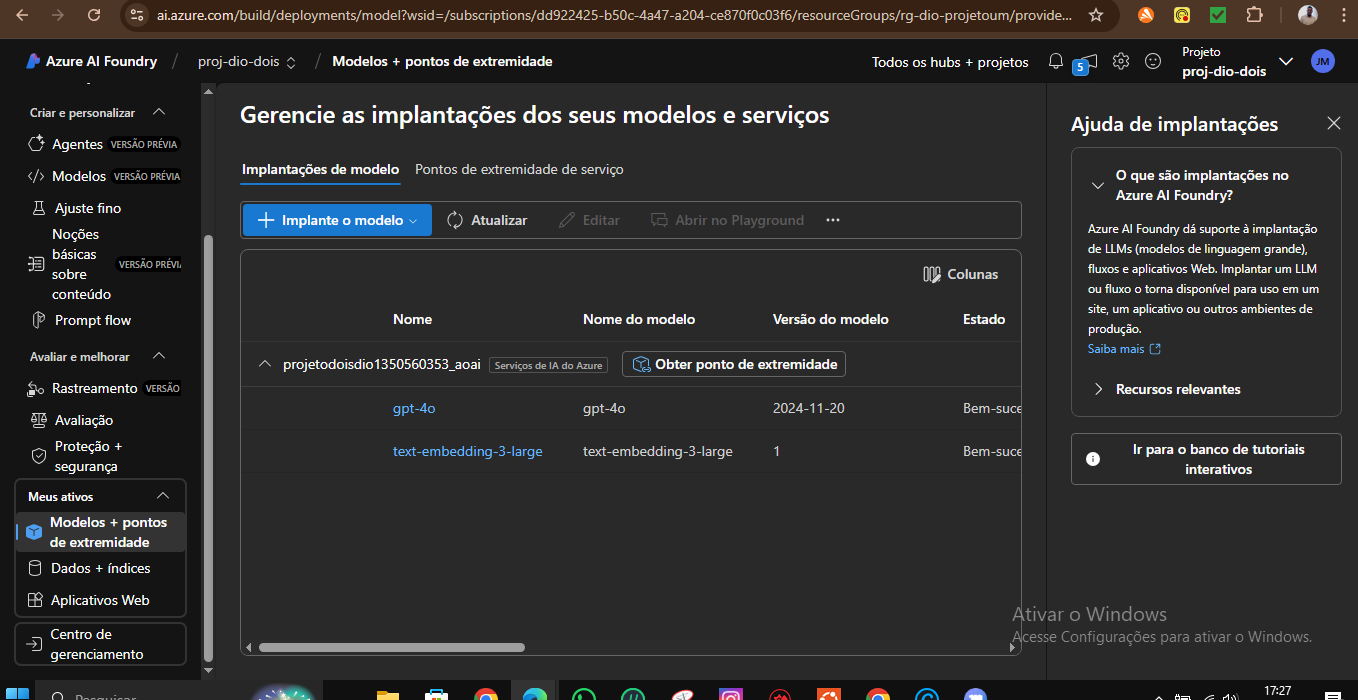 ai.azure.com/build/deployments/model?wsid=/subscriptions/dd922425-b50c-4a47-a204-ce870f0c03f6/resourceGroups/rg-dio-projetoum/provide...
Azure AI Foundry / proj-dio-dois / Modelos + pontos de extremidade
Todos os hubs + projetos
5
Projeto
proj-dio-dois
JM
Criar e personalizar
Agentes VERSÃO PRÉVIA
Modelos VERSÃO PRÉVIA
Ajuste fino
Noções
básicas
sobre
conteúdo
VERSÃO PRÉVIA
Prompt flow
Avaliar e melhorar
Rastreamento VERSÃO
Avaliação
Proteção +
segurança
Meus ativos
Modelos + pontos
de extremidade
Dados + índices
Aplicativos Web
Centro de
gerenciamento
Gerencie as implantações dos seus modelos e serviços
Implantações de modelo Pontos de extremidade de serviço
Implante o modelo Atualizar Editar Abrir no Playground ...
Colunas
Nome Nome do modelo Versão do modelo Estado
projetodoisdio1350560353_aoai Serviços de IA do Azure Obter ponto de extremidade
gpt-4o gpt-4o 2024-11-20 Bem-suce
text-embedding-3-large text-embedding-3-large 1 Bem-suce
Ajuda de implantações
O que são implantações no
Azure AI Foundry?
Azure AI Foundry dá suporte à implantação
de LLMs (modelos de linguagem grande),
fluxos e aplicativos Web. Implantar um LLM
ou fluxo o torna disponível para uso em um
site, um aplicativo ou outros ambientes de
produção.
Saiba mais
Recursos relevantes
Ir para o banco de tutoriais
interativos
Ativar o Windows
Acesse Configurações para ativar o Windows.
Pesquisar
17:27